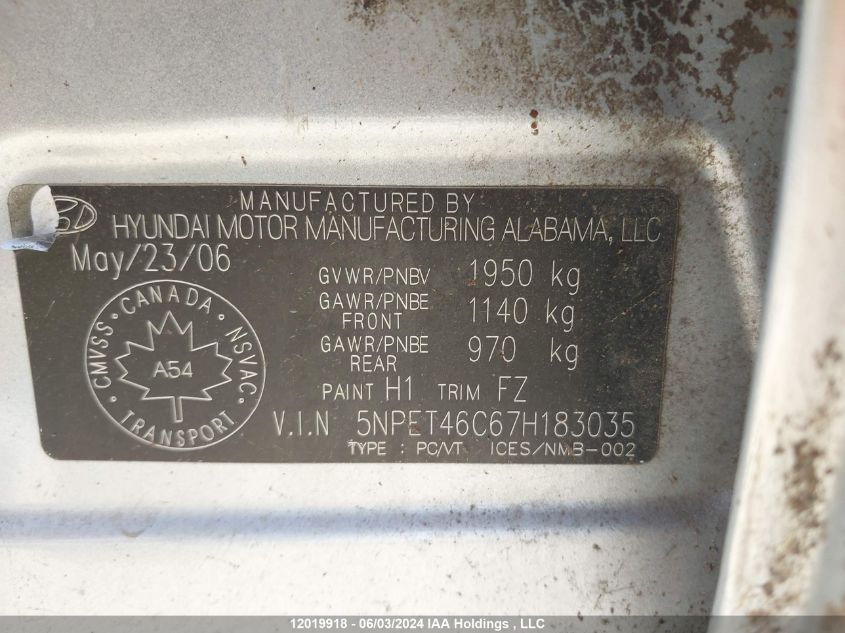 MANUFACTURED BY
HYUNDAI MOTOR MANUFACTURING ALABAMA, LLC
May/23/06
GVWR/PNBV 1950 kg
GAWR/PNBE FRONT 1140 kg
GAWR/PNBE REAR 970 kg
CANADA
CMVSS NSVAC
A54
TRANSPORT
PAINT H1 TRIM FZ
V.I.N 5NPET46C67H183035
TYPE : PC/VT ICES/NMB-002
12019918 - 06/03/2024 IAA Holdings , LLC